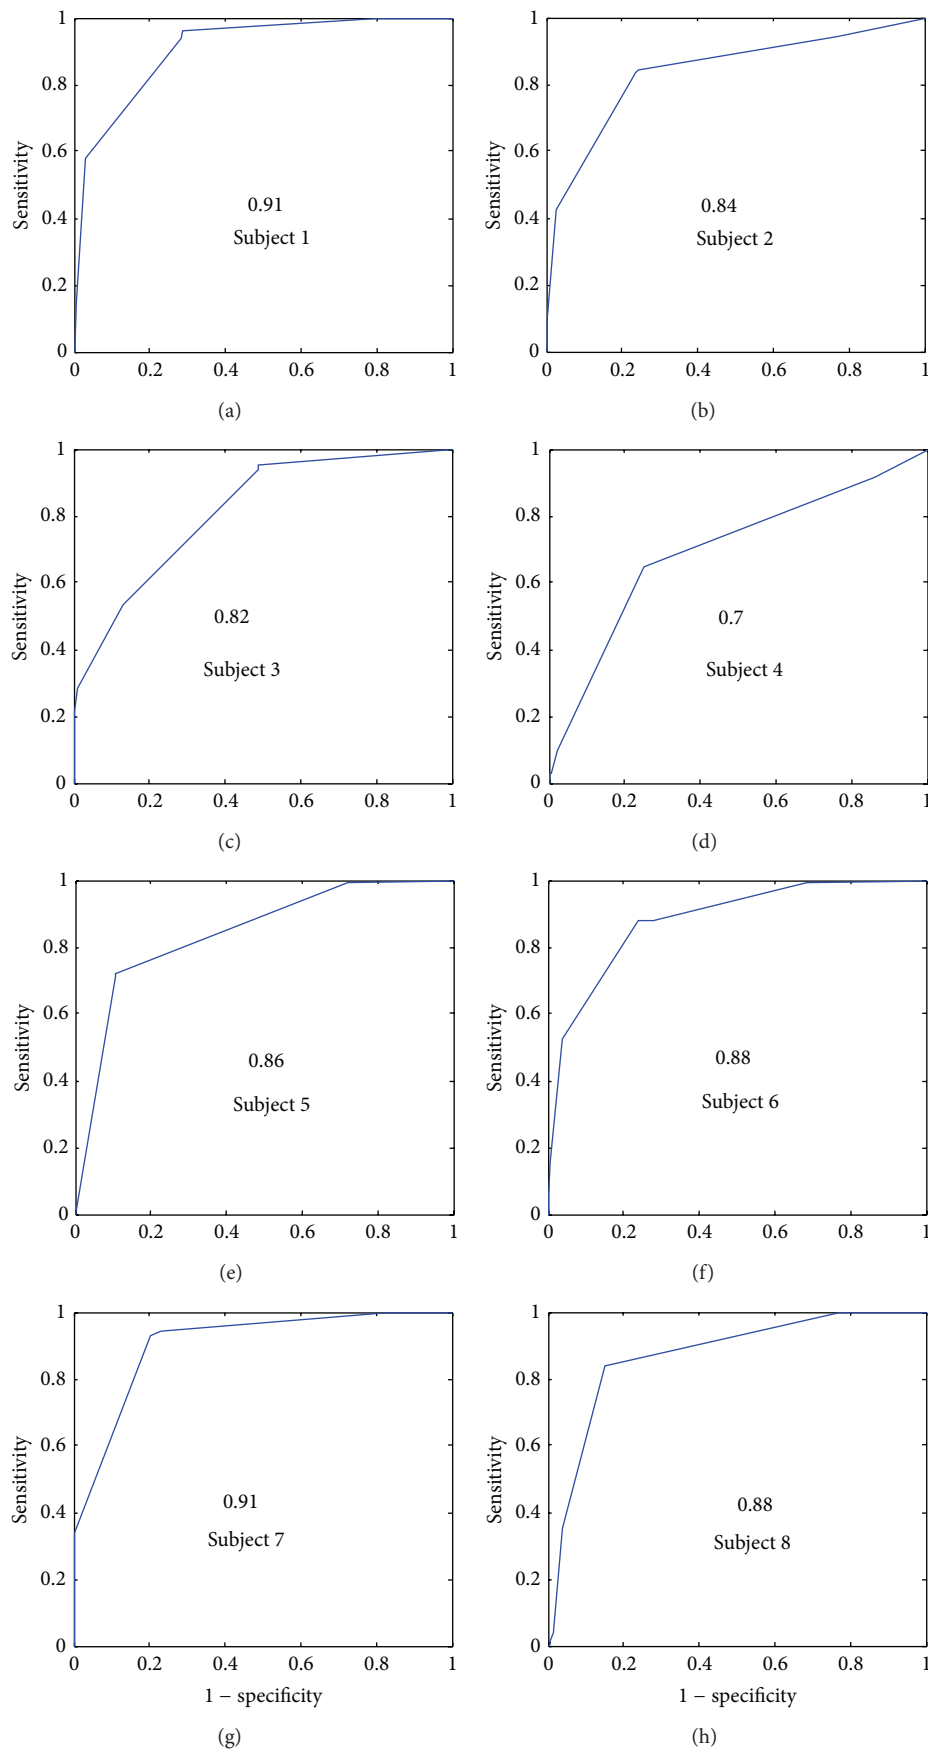 1
0.8
0.6
0.4
0.2
0
Sensitivity
0.91
Subject 1
0 0.2 0.4 0.6 0.8 1
(a)
1
0.8
0.6
0.4
0.2
0
Sensitivity
0.84
Subject 2
0 0.2 0.4 0.6 0.8 1
(b)
1
0.8
0.6
0.4
0.2
0
Sensitivity
0.82
Subject 3
0 0.2 0.4 0.6 0.8 1
(c)
1
0.8
0.6
0.4
0.2
0
Sensitivity
0.7
Subject 4
0 0.2 0.4 0.6 0.8 1
(d)
1
0.8
0.6
0.4
0.2
0
Sensitivity
0.86
Subject 5
0 0.2 0.4 0.6 0.8 1
(e)
1
0.8
0.6
0.4
0.2
0
Sensitivity
0.88
Subject 6
0 0.2 0.4 0.6 0.8 1
(f)
1
0.8
0.6
0.4
0.2
0
Sensitivity
0.91
Subject 7
0 0.2 0.4 0.6 0.8 1
1 − specificity
(g)
1
0.8
0.6
0.4
0.2
0
Sensitivity
0.88
Subject 8
0 0.2 0.4 0.6 0.8 1
1 − specificity
(h)